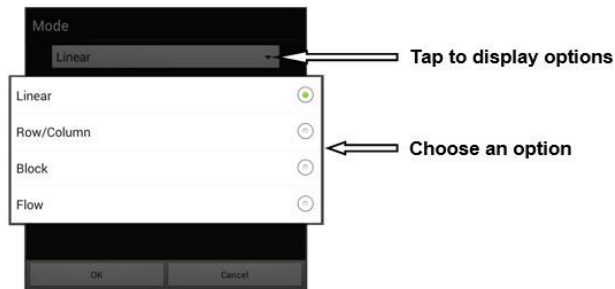 Mode
Linear
Tap to display options
Linear
Row/Column
Choose an option
Block
Flow
OK
Cancel